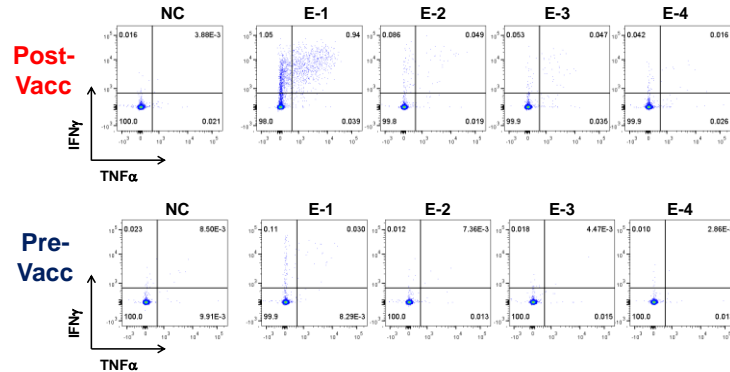 NC E-1 E-2 E-3 E-4
Post-Vacc
IFNγ
TNFα
0.016 3.88E-3
100.0 0.021
1.05 0.94
98.0 0.039
0.086 0.049
99.8 0.019
0.053 0.047
99.9 0.035
0.042 0.016
99.9 0.026
NC E-1 E-2 E-3 E-4
Pre-Vacc
IFNγ
TNFα
0.023 8.50E-3
100.0 9.91E-3
0.11 0.030
99.9 8.29E-3
0.012 7.36E-3
100.0 0.013
0.018 4.47E-3
100.0 0.015
0.010 2.86E-3
100.0